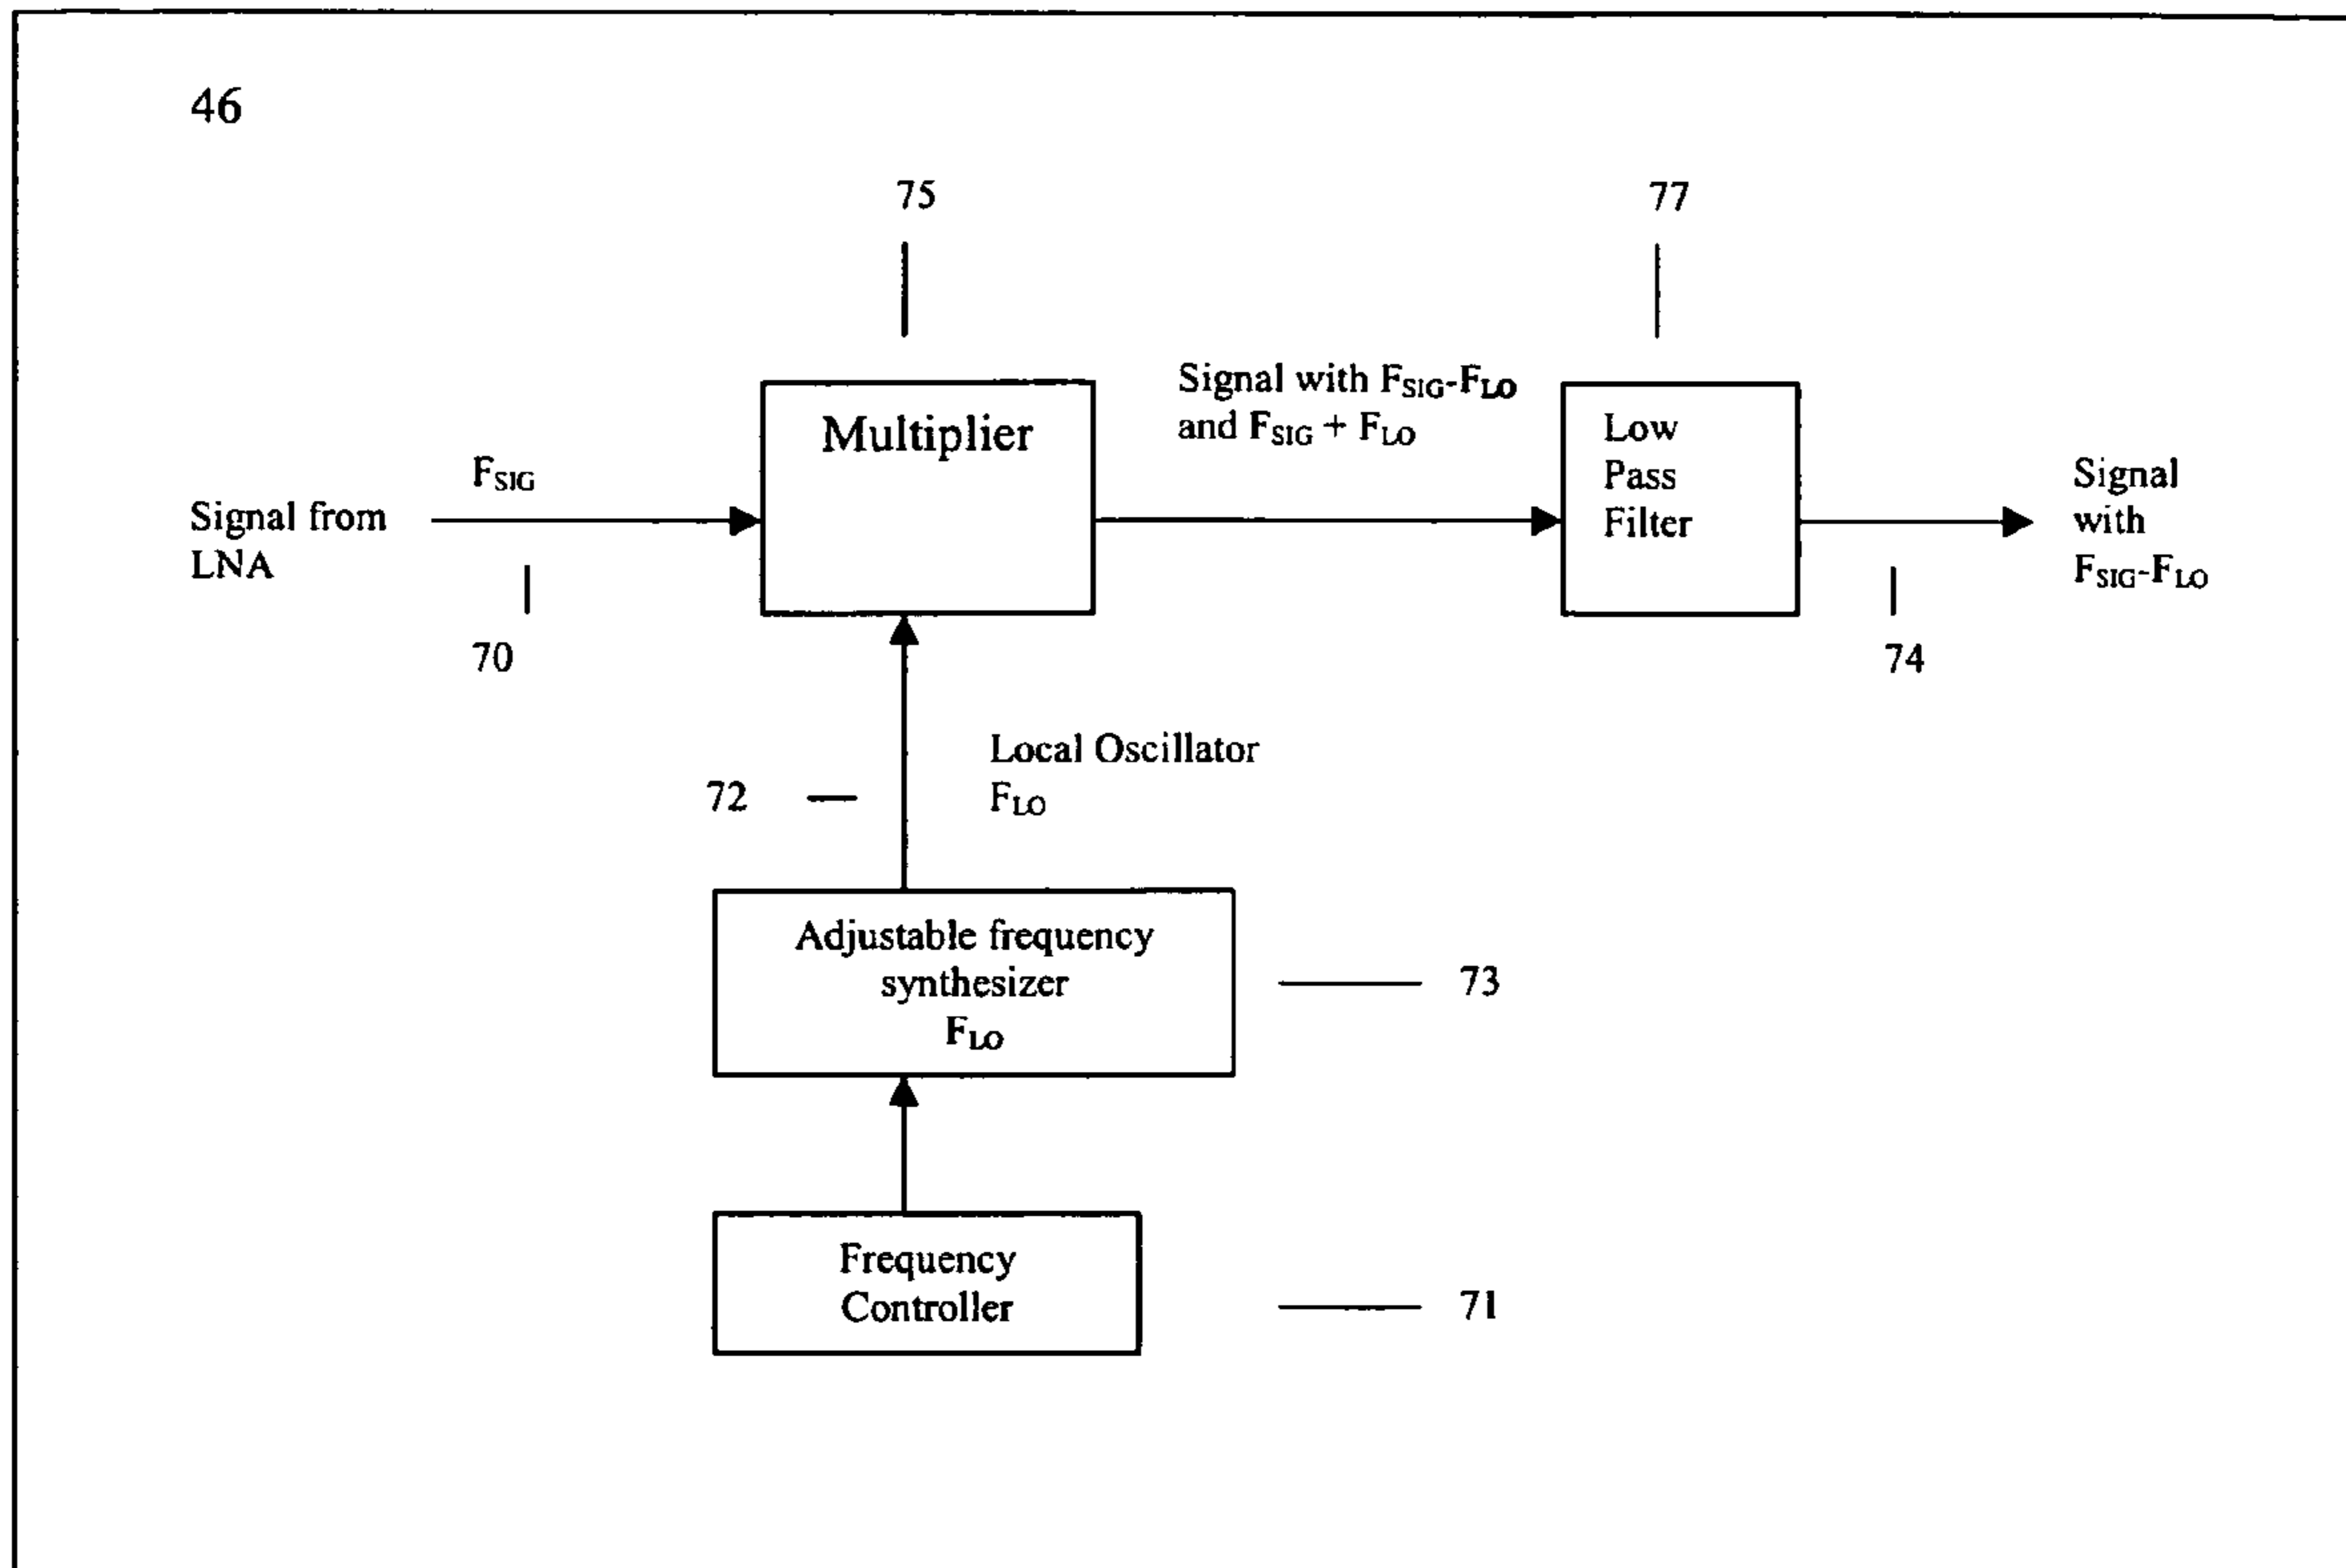 46
75
77
Signal with FSIG-FLO
and FSIG + FLO
Multiplier
Low
Pass
Filter
FSIG
Signal from
LNA
Signal
with
FSIG-FLO
70
74
Local Oscillator
FLO
72
Adjustable frequency
synthesizer
FLO
73
Frequency
Controller
71